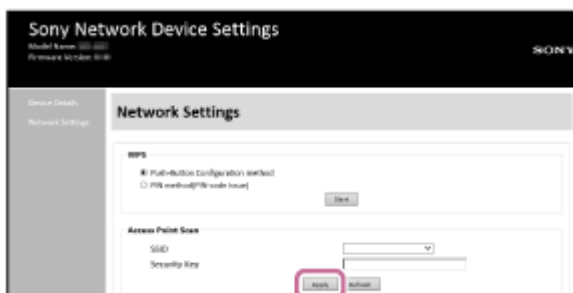 Sony Network Device Settings
Model Name
Firmware Version
SONY
Device Details
Network Settings
Network Settings
WPS
Push-Button Configuration method
PIN method(PIN code issue)
Start
Access Point Scan
SSID
Security Key
Apply Refresh